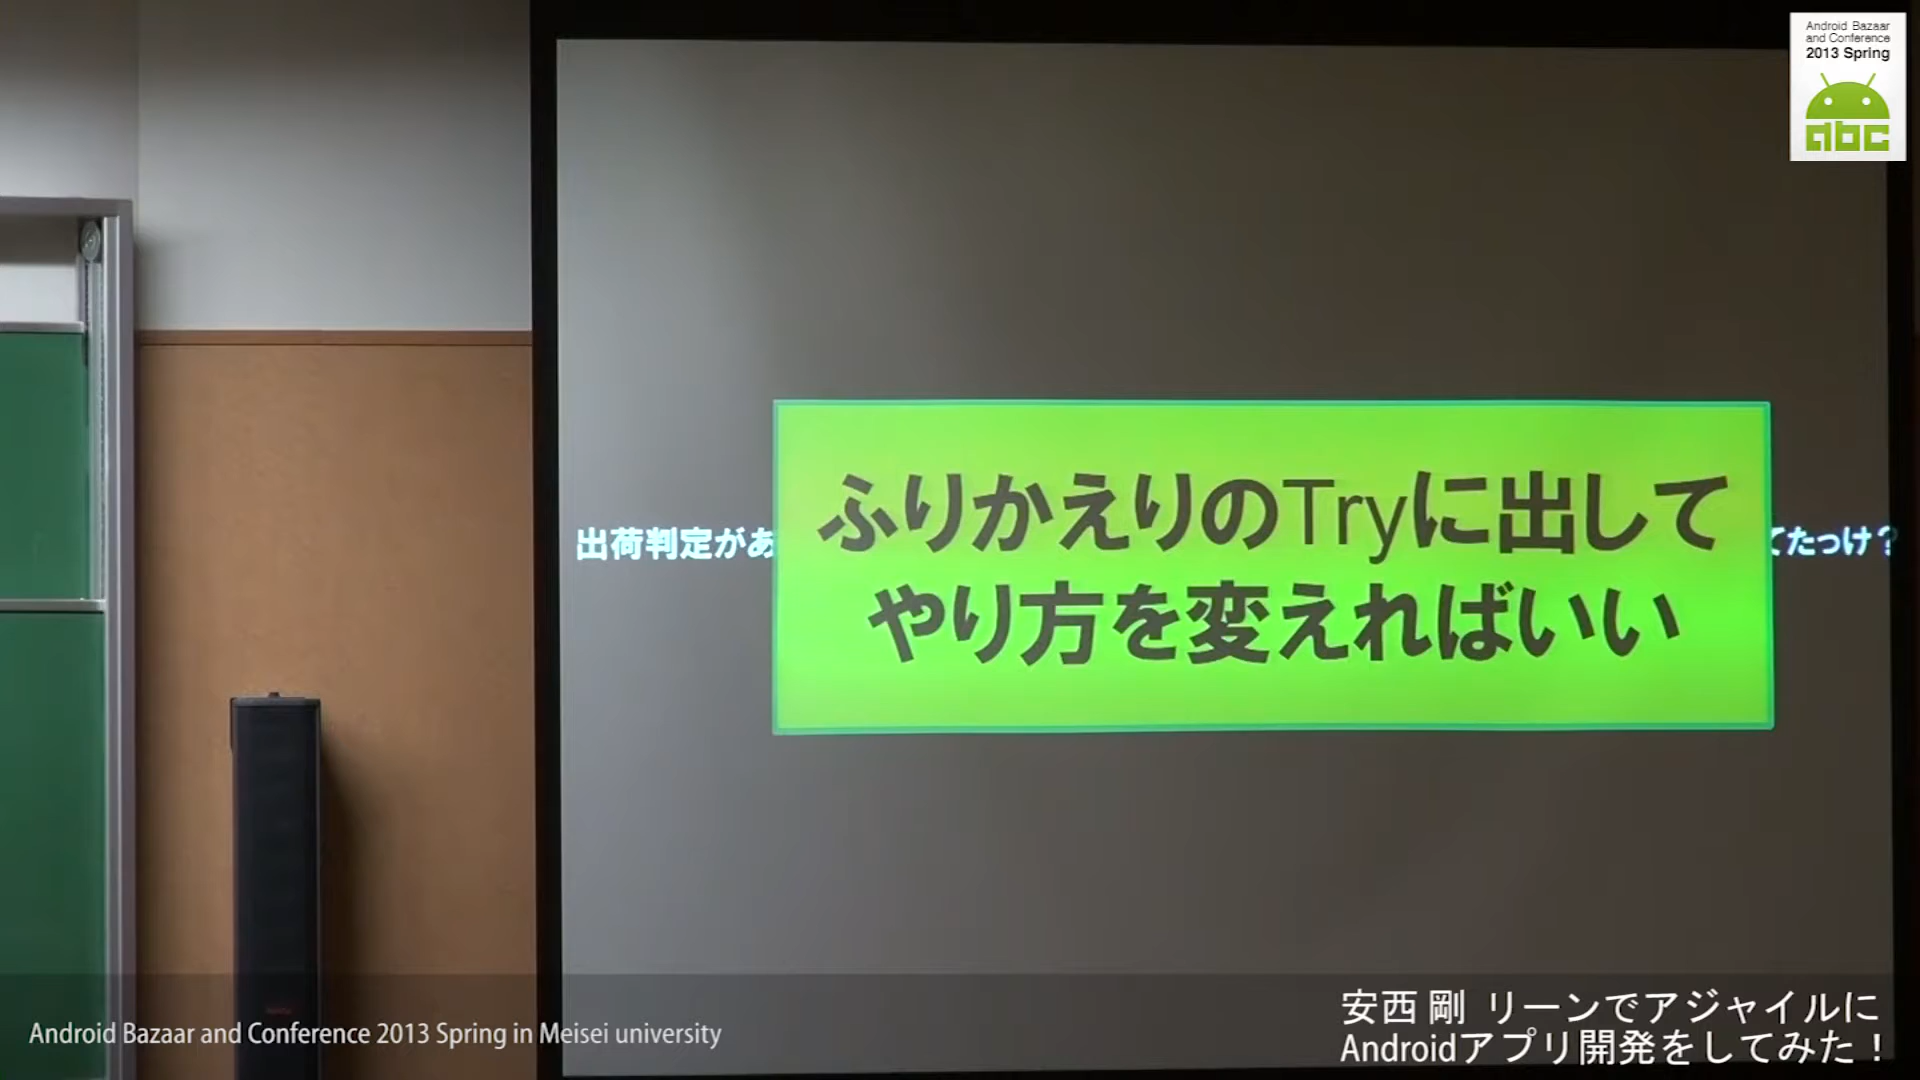 Android Bazaar
and Conference
2013 Spring
abc
ふりかえりのTryに出して
やり方を変えればいい
出荷判定があ
てたっけ？
安西 剛 リーンでアジャイルに
Androidアプリ開発をしてみた！
Android Bazaar and Conference 2013 Spring in Meisei university